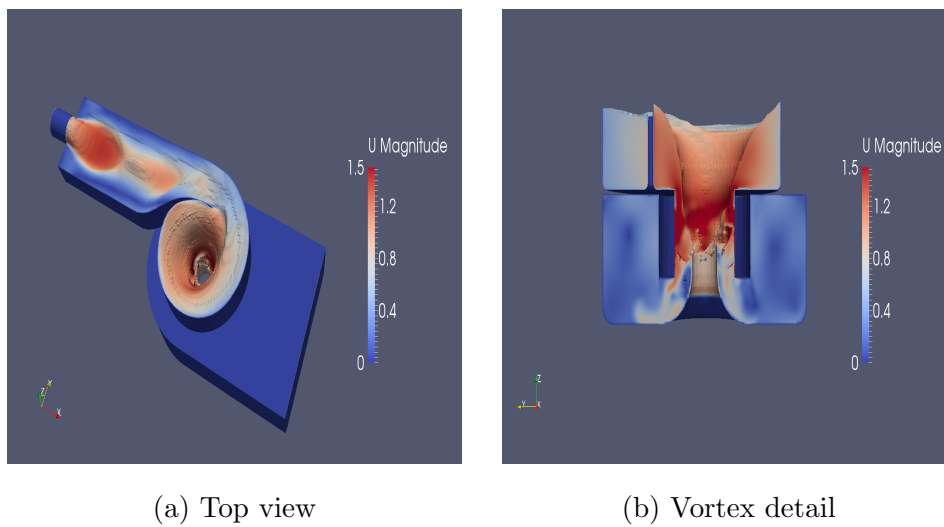 U Magnitude
1.5
1.2
0.8
0.4
0
Z
Y
X
(a) Top view
U Magnitude
1.5
1.2
0.8
0.4
0
Z
Y
X
(b) Vortex detail